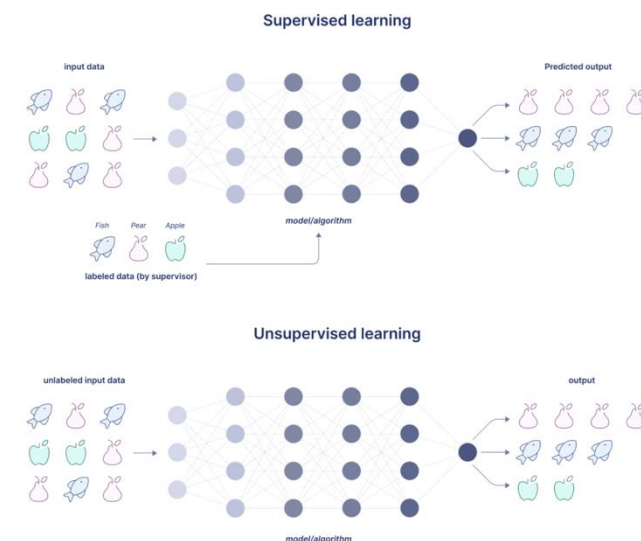 Supervised learning
input data
Predicted output
model/algorithm
Fish Pear Apple
labeled data (by supervisor)
Unsupervised learning
unlabeled input data
output
model/algorithm